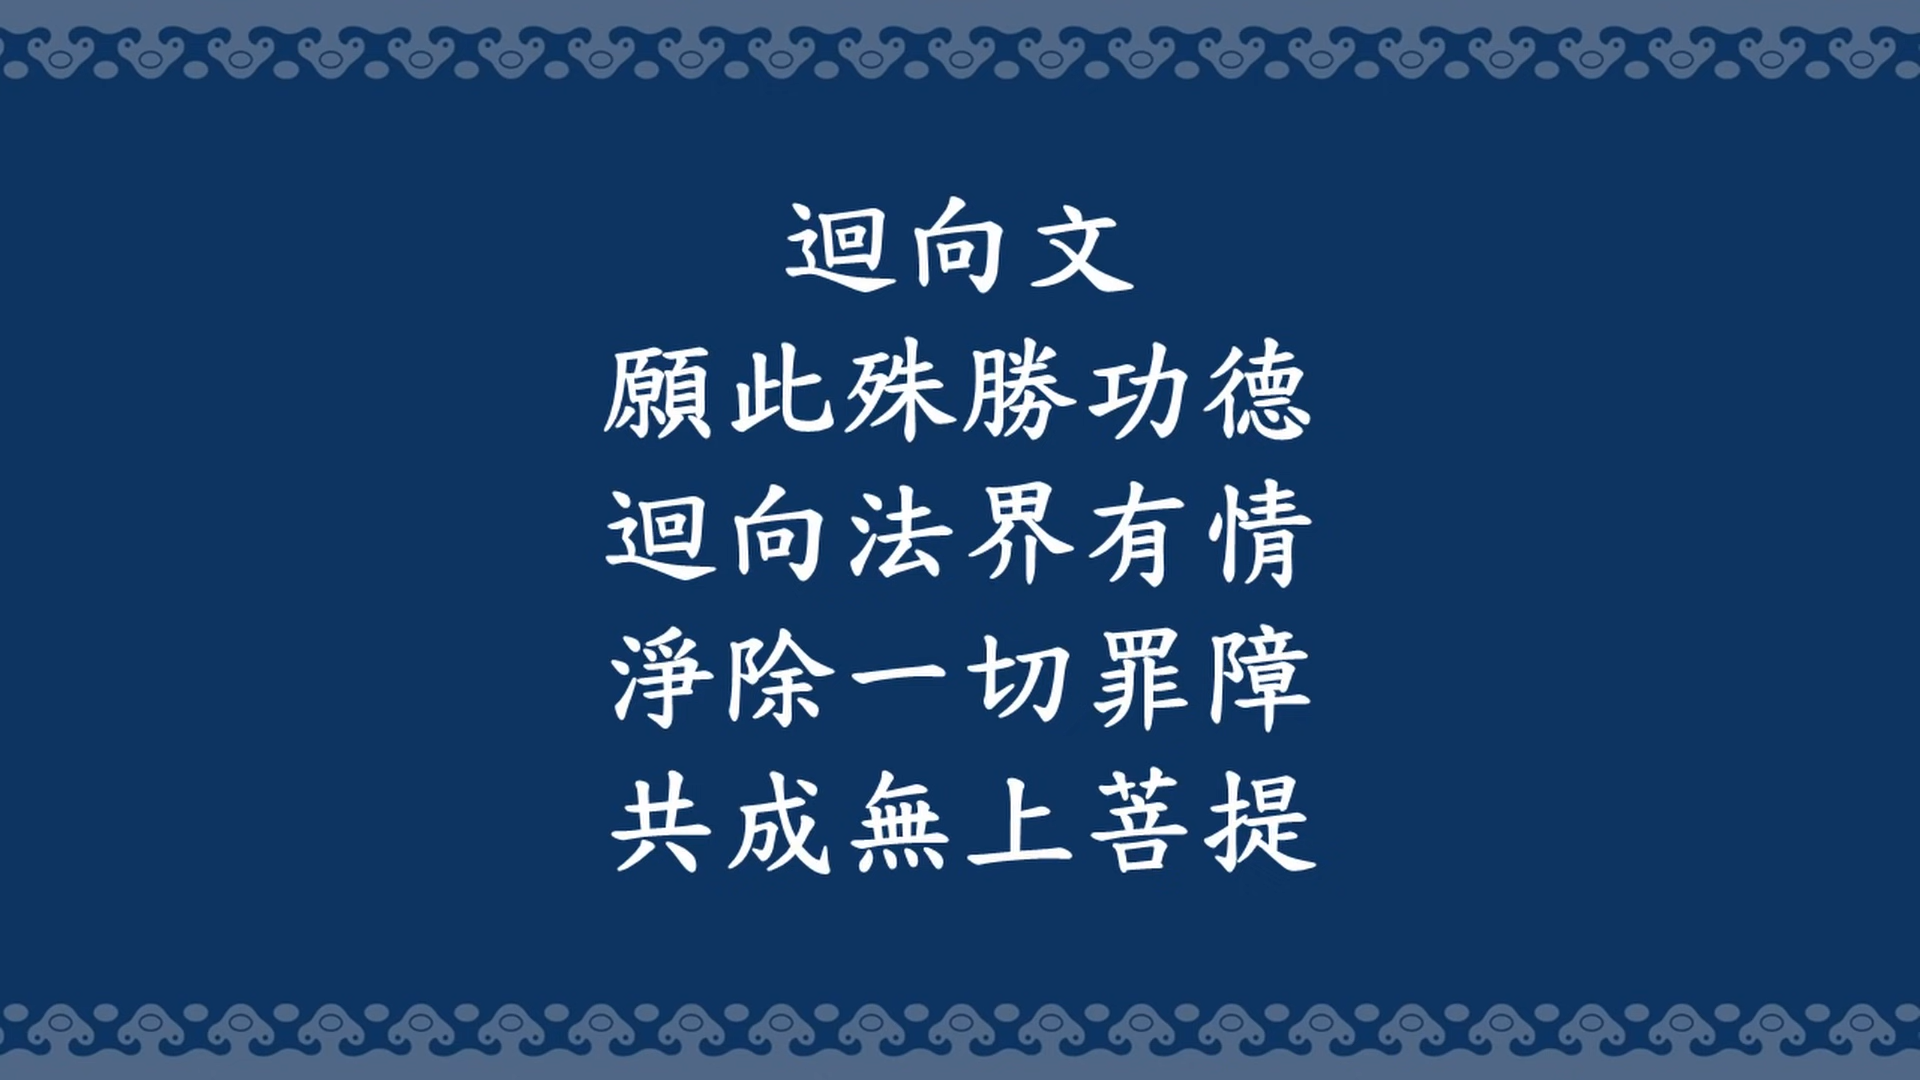 迴向文
願此殊勝功德
迴向法界有情
淨除一切罪障
共成無上菩提